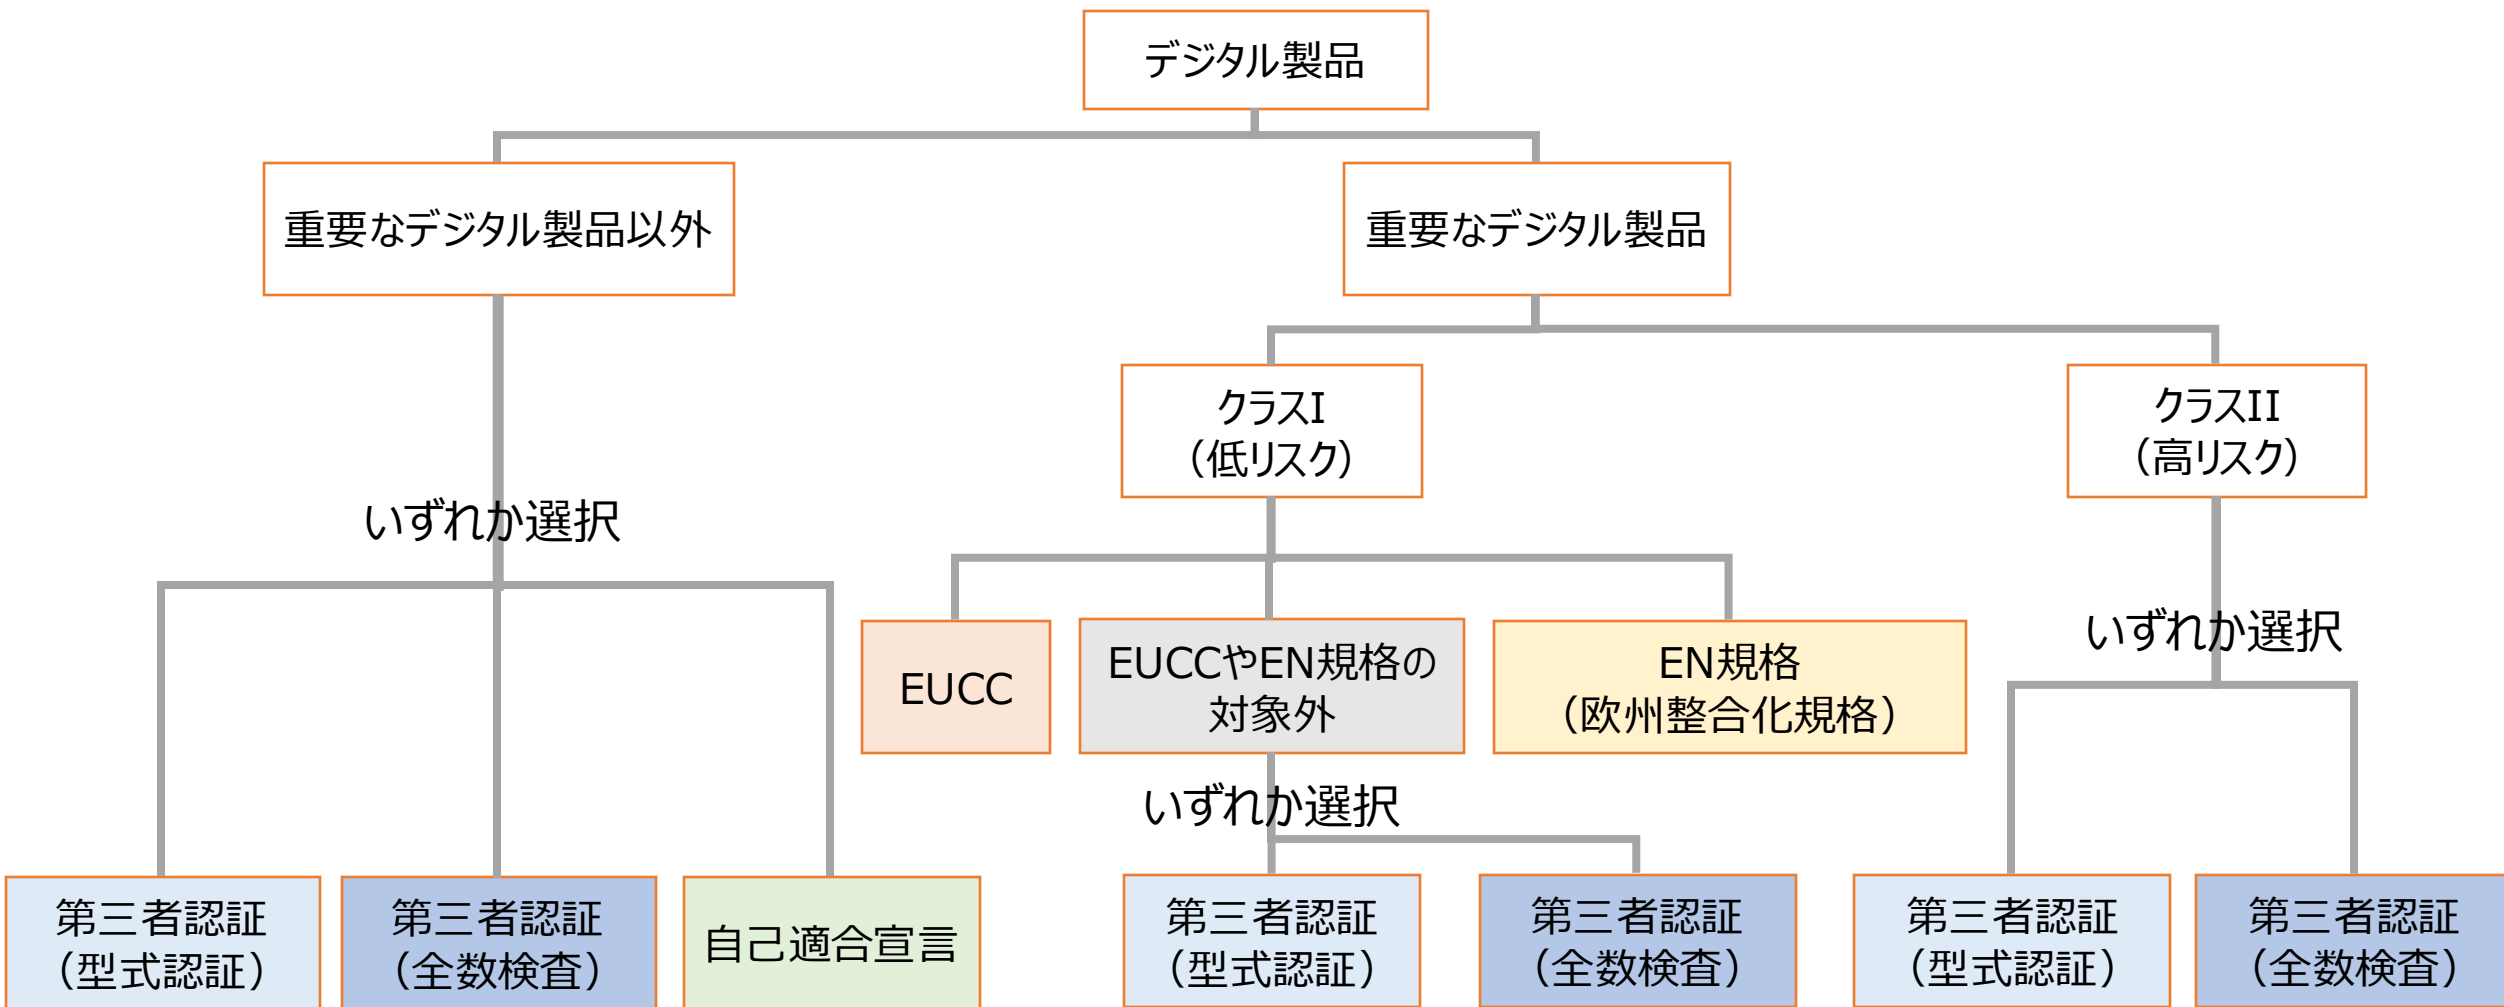 デジタル製品
重要なデジタル製品以外
重要なデジタル製品
クラスI
（低リスク）
クラスII
（高リスク）
いずれか選択
EUCC
EUCCやEN規格の
対象外
EN規格
（欧州整合化規格）
いずれか選択
いずれか選択
第三者認証
（型式認証）
第三者認証
（全数検査）
自己適合宣言
第三者認証
（型式認証）
第三者認証
（全数検査）
第三者認証
（型式認証）
第三者認証
（全数検査）